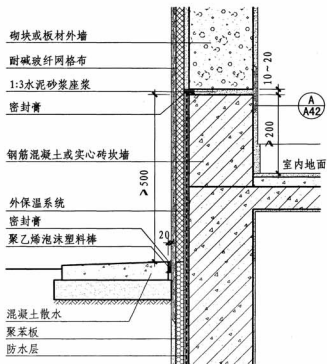 砌块或板材外墙
耐碱玻纤网格布
1:3水泥砂浆座浆
密封膏
10~20
A
A42
≥200
钢筋混凝土或实心砖坎墙
≥500
室内地面
外保温系统
密封膏
20
聚乙烯泡沫塑料棒
混凝土散水
聚苯板
防水层